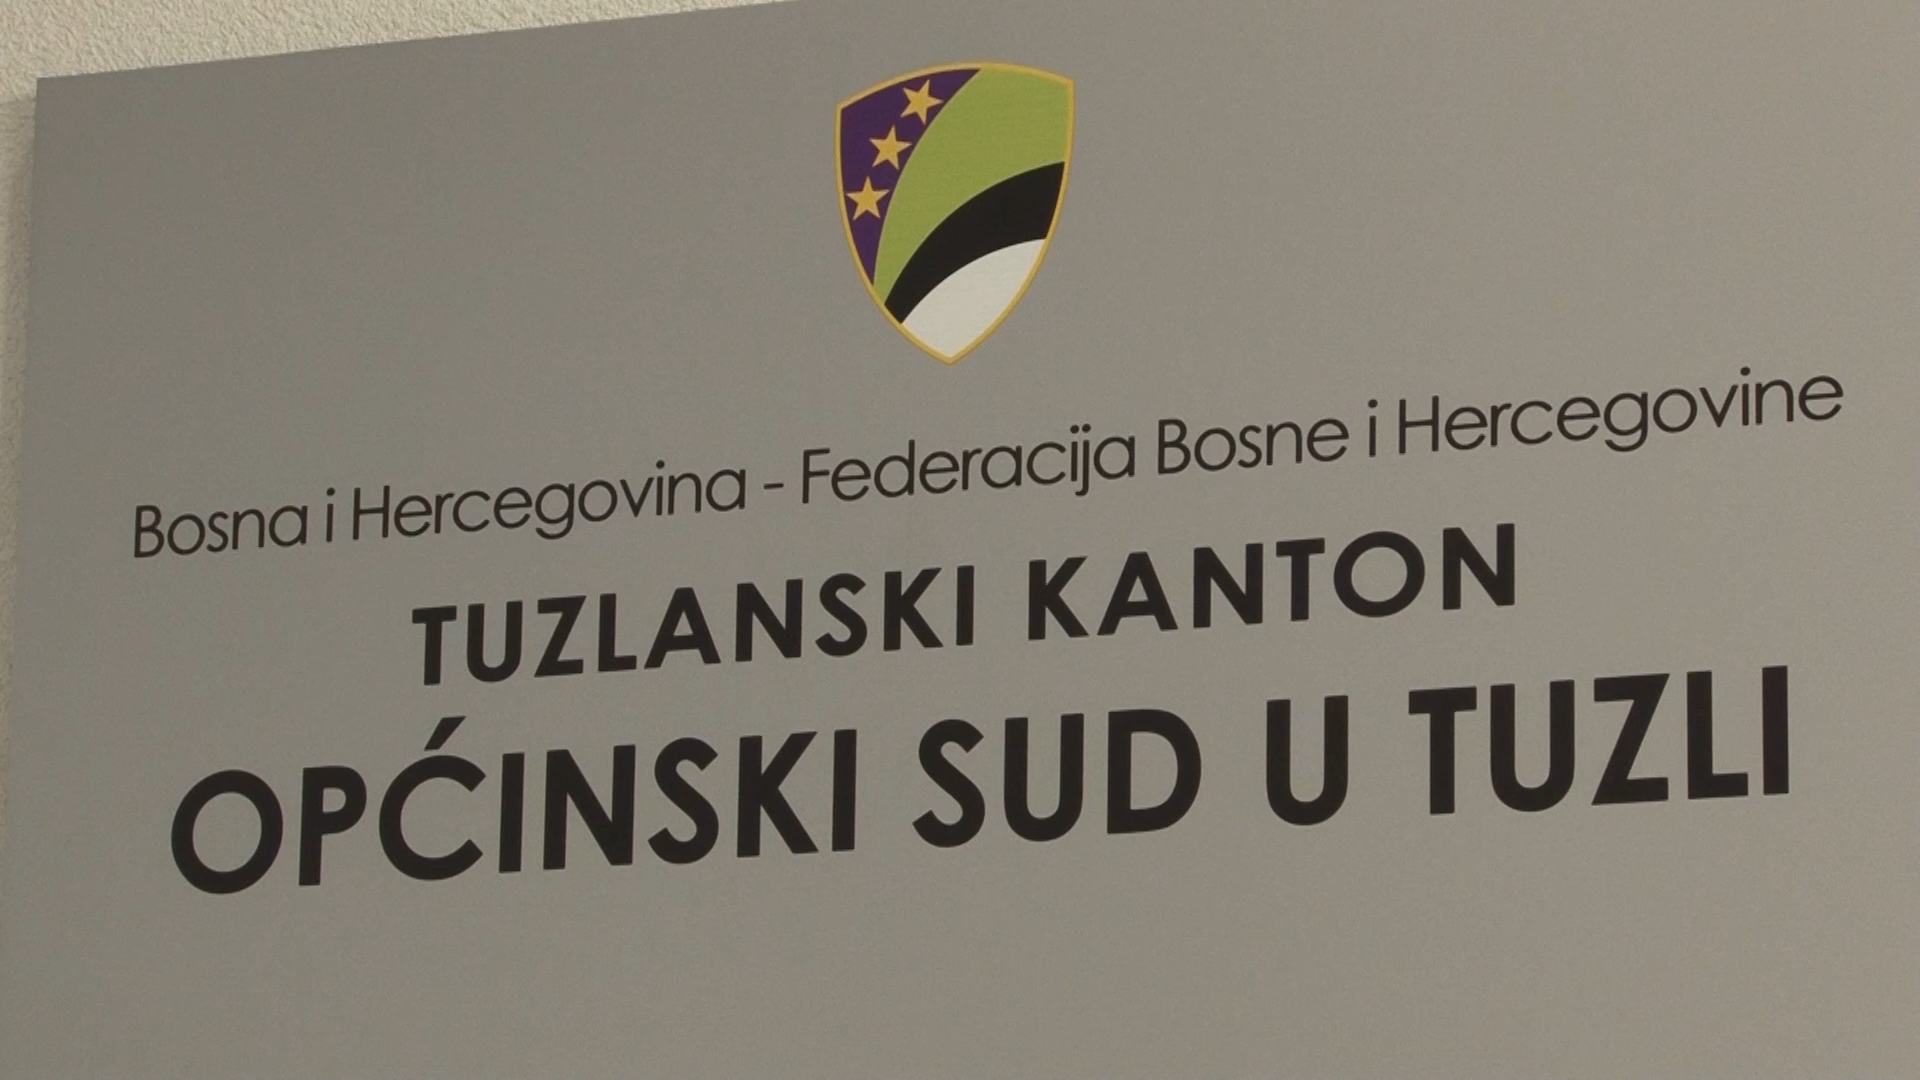 Bosna i Hercegovina - Federacija Bosne i Hercegovine
TUZLANSKI KANTON
OPĆINSKI SUD U TUZLI